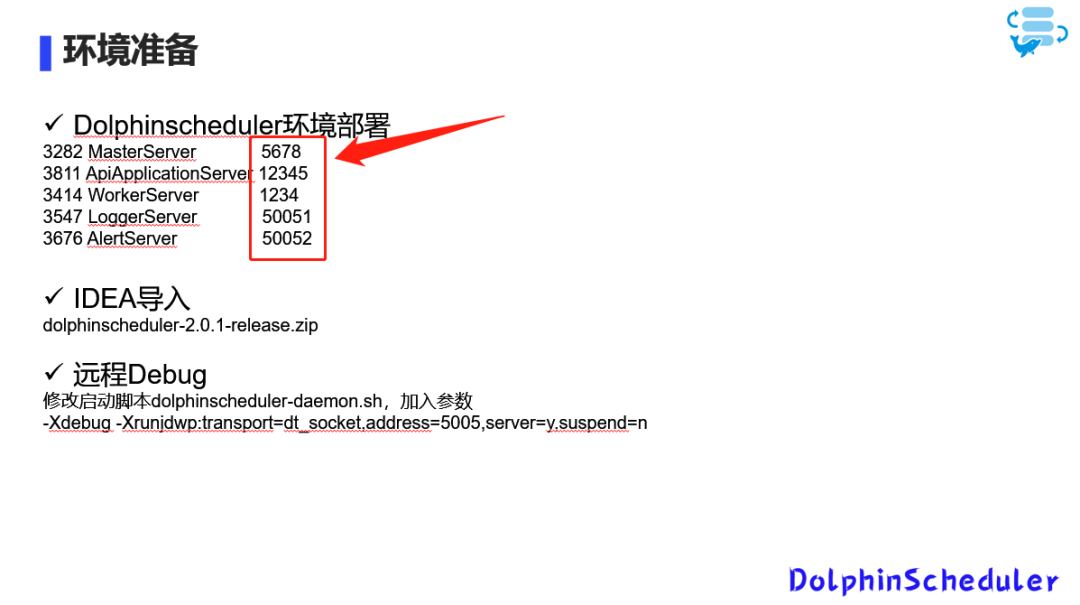 环境准备
✓ Dolphinscheduler环境部署
3282 MasterServer 5678
3811 ApiApplicationServer 12345
3414 WorkerServer 1234
3547 LoggerServer 50051
3676 AlertServer 50052
✓ IDEA导入
dolphinscheduler-2.0.1-release.zip
✓ 远程Debug
修改启动脚本dolphinscheduler-daemon.sh，加入参数
-Xdebug -Xrunjdwp:transport=dt_socket,address=5005,server=y,suspend=n
DolphinScheduler